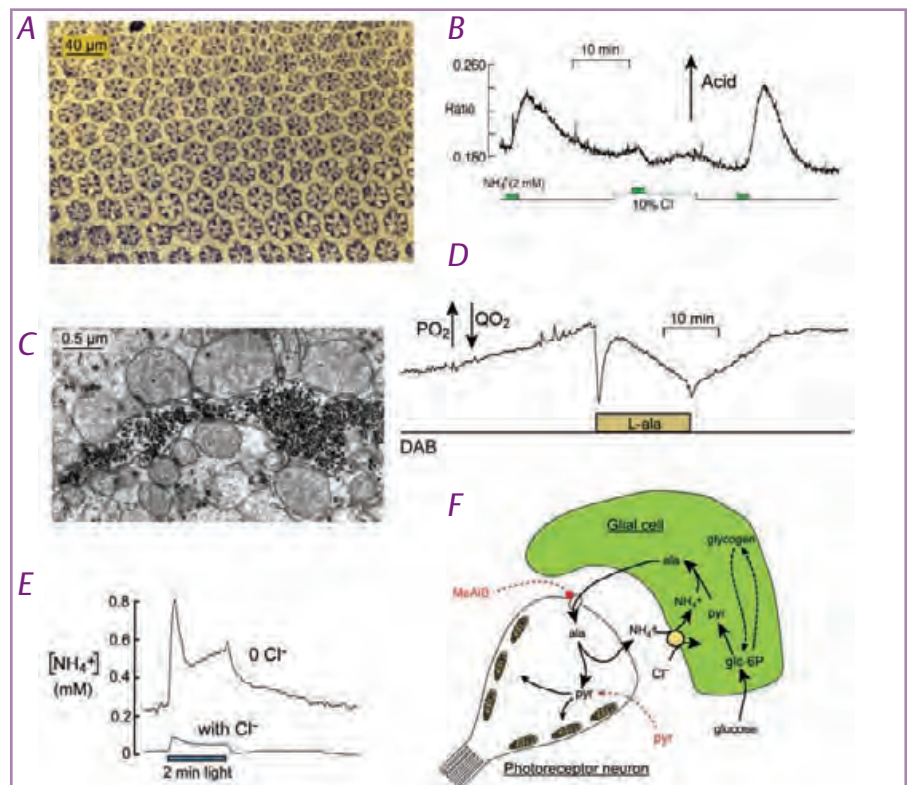 A
40 µm
B
10 min
0.260
Ratio
0.180
Acid
NH₄⁺(2 mM)
10% Cl⁻
C
0.5 µm
D
PO₂
QO₂
10 min
L-ala
DAB
E
0.8
0.6
[NH₄⁺]
(mM)
0.4
0.2
0
0 Cl⁻
with Cl⁻
2 min light
F
Glial cell
glycogen
ala
NH₄⁺
pyr
glc-6P
glucose
MeAIB
ala
NH₄⁺
Cl⁻
pyr
pyr
Photoreceptor neuron